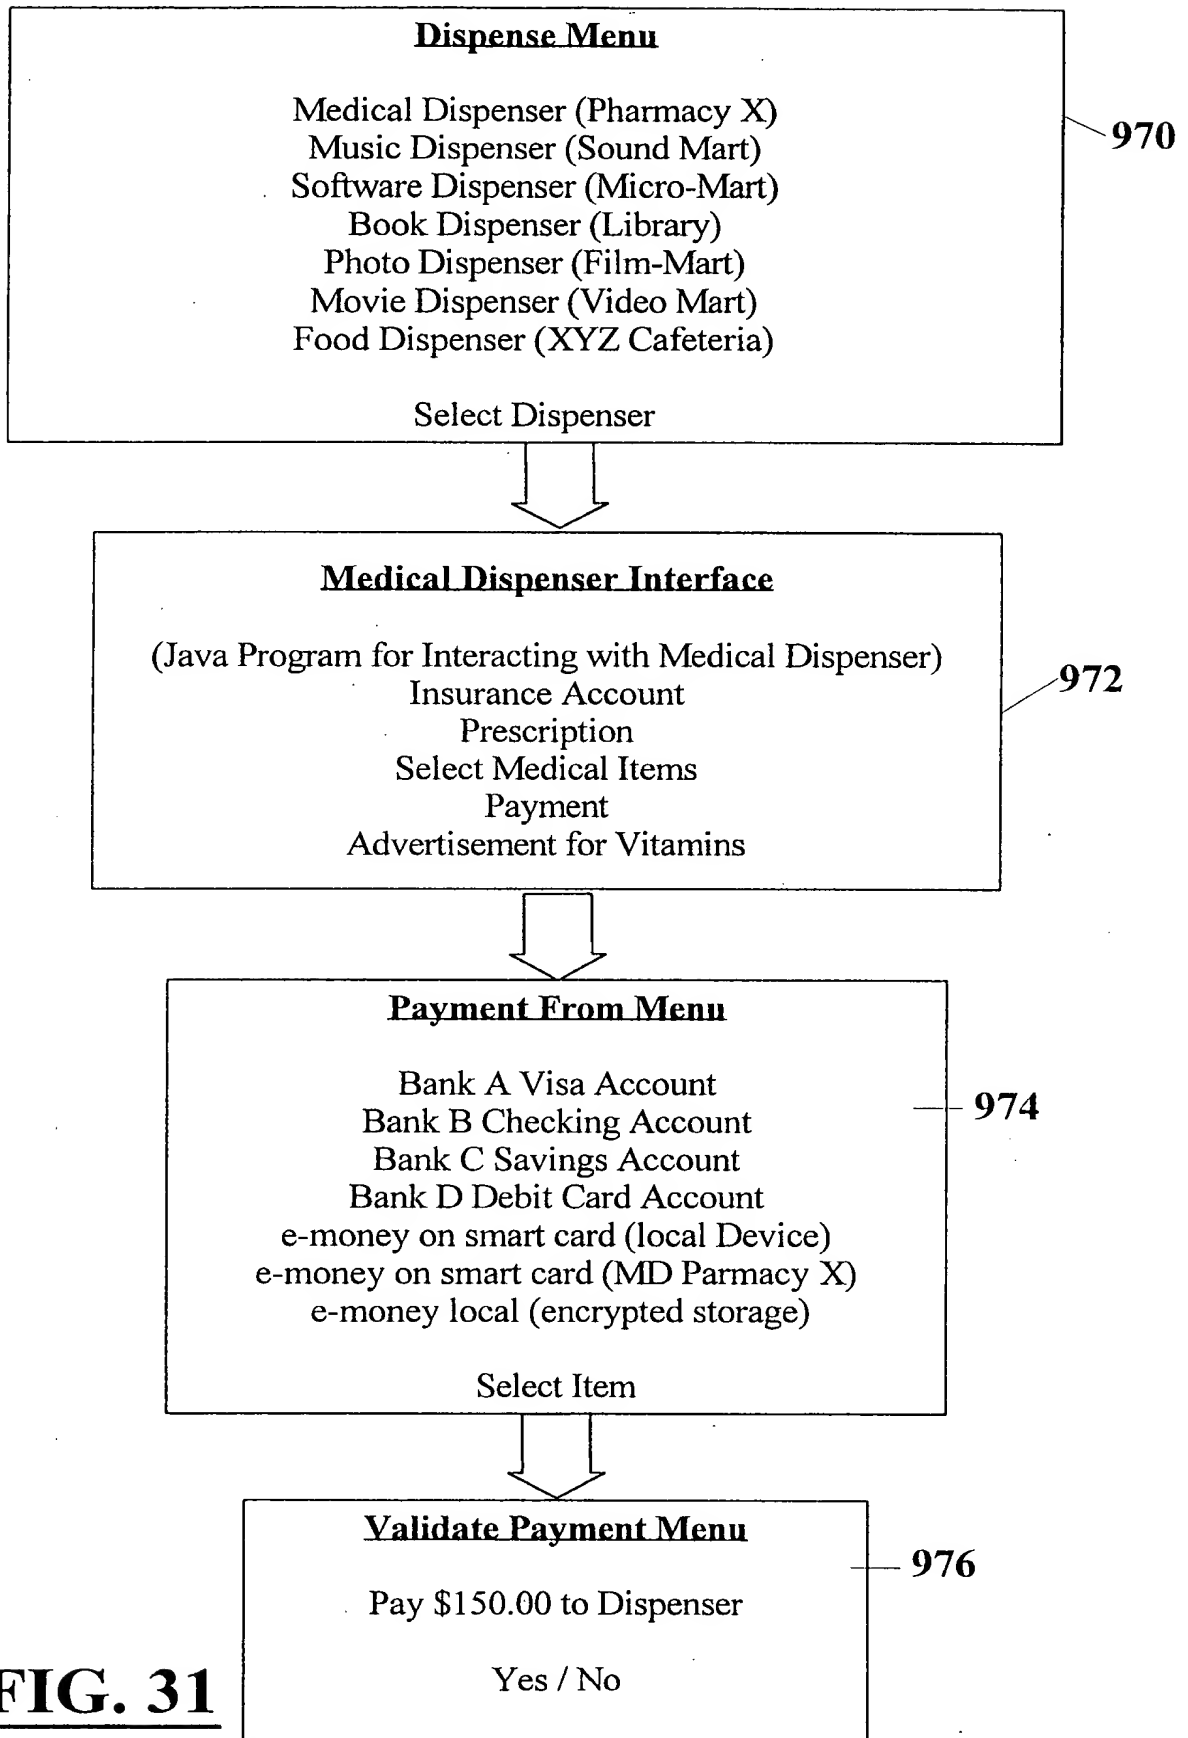 Dispense Menu
Medical Dispenser (Pharmacy X)
Music Dispenser (Sound Mart)
Software Dispenser (Micro-Mart)
Book Dispenser (Library)
Photo Dispenser (Film-Mart)
Movie Dispenser (Video Mart)
Food Dispenser (XYZ Cafeteria)
Select Dispenser
970
Medical Dispenser Interface
(Java Program for Interacting with Medical Dispenser)
Insurance Account
Prescription
Select Medical Items
Payment
Advertisement for Vitamins
972
Payment From Menu
Bank A Visa Account
Bank B Checking Account
Bank C Savings Account
Bank D Debit Card Account
e-money on smart card (local Device)
e-money on smart card (MD Parmacy X)
e-money local (encrypted storage)
Select Item
974
Validate Payment Menu
Pay $150.00 to Dispenser
Yes / No
976
FIG. 31